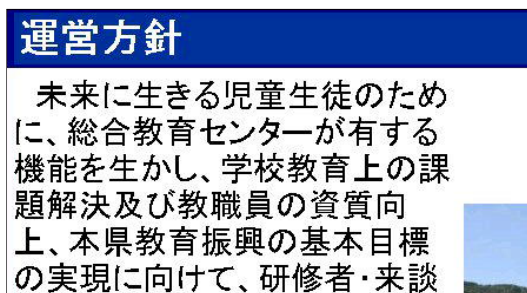 運営方針
未来に生きる児童生徒のため
に、総合教育センターが有する
機能を生かし、学校教育上の課
題解決及び教職員の資質向
上、本県教育振興の基本目標
の実現に向けて、研修者・来談